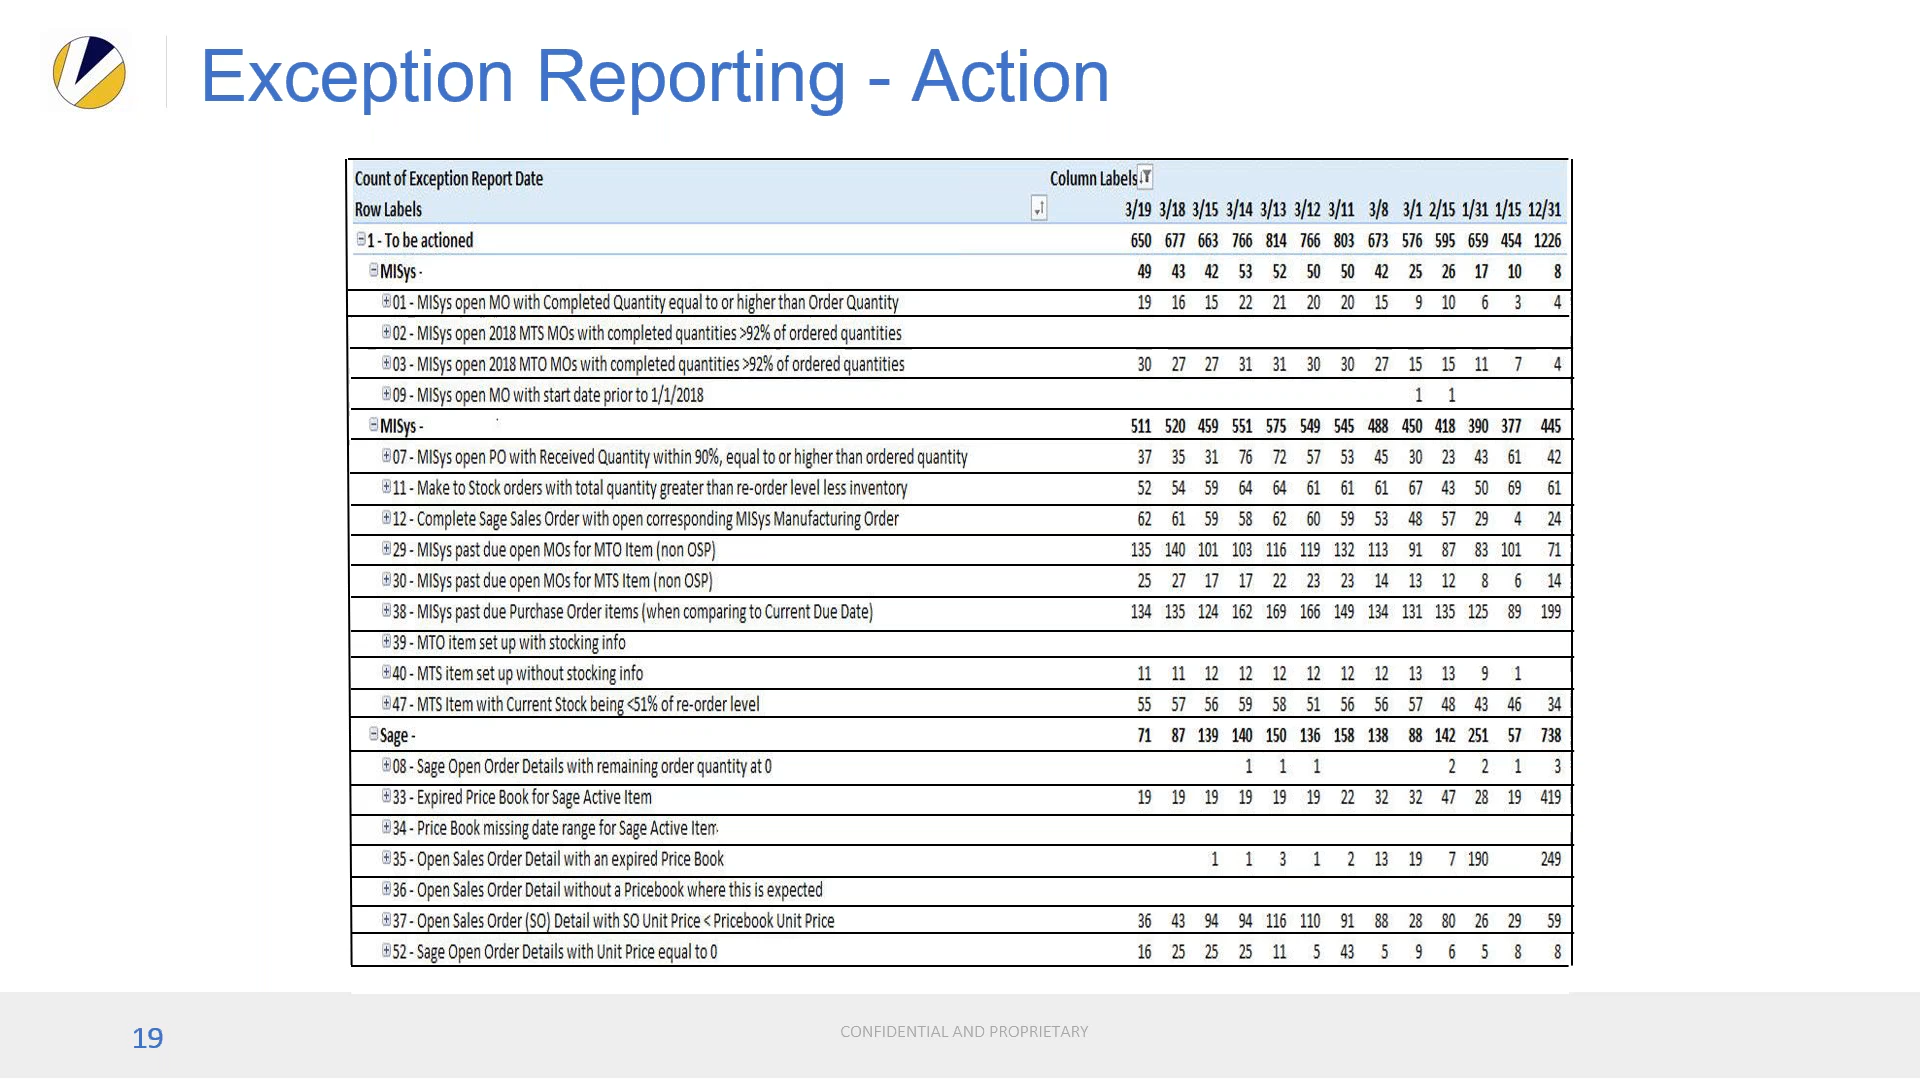 Exception Reporting - Action
Count of Exception Report Date Column Labels
Row Labels 3/19 3/18 3/15 3/14 3/13 3/12 3/11 3/8 3/1 2/15 1/31 1/15 12/31
1 - To be actioned 650 677 663 766 814 766 803 673 576 595 659 454 1226
MISys - 49 43 42 53 52 50 50 42 25 26 17 10 8
01 - MISys open MO with Completed Quantity equal to or higher than Order Quantity 19 16 15 22 21 20 20 15 9 10 6 3 4
02 - MISys open 2018 MTS MOs with completed quantities >92% of ordered quantities
03 - MISys open 2018 MTO MOs with completed quantities >92% of ordered quantities 30 27 27 31 31 30 30 27 15 15 11 7 4
09 - MISys open MO with start date prior to 1/1/2018 1 1
MISys - 511 520 459 551 575 549 545 488 450 418 390 377 445
07 - MISys open PO with Received Quantity within 90%, equal to or higher than ordered quantity 37 35 31 76 72 57 53 45 30 23 43 61 42
11 - Make to Stock orders with total quantity greater than re-order level less inventory 52 54 59 64 64 61 61 61 67 43 50 69 61
12 - Complete Sage Sales Order with open corresponding MISys Manufacturing Order 62 61 59 58 62 60 59 53 48 57 29 4 24
29 - MISys past due open MOs for MTO Item (non OSP) 135 140 101 103 116 119 132 113 91 87 83 101 71
30 - MISys past due open MOs for MTS Item (non OSP) 25 27 17 17 22 23 23 14 13 12 8 6 14
38 - MISys past due Purchase Order items (when comparing to Current Due Date) 134 135 124 162 169 166 149 134 131 135 125 89 199
39 - MTO item set up with stocking info
40 - MTS item set up without stocking info 11 11 12 12 12 12 12 12 13 13 9 1
47 - MTS Item with Current Stock being <51% of re-order level 55 57 56 59 58 51 56 56 57 48 43 46 34
Sage - 71 87 139 140 150 136 158 138 88 142 251 57 738
08 - Sage Open Order Details with remaining order quantity at 0 1 1 1 2 2 1 3
33 - Expired Price Book for Sage Active Item 19 19 19 19 19 19 22 32 32 47 28 19 419
34 - Price Book missing date range for Sage Active Item
35 - Open Sales Order Detail with an expired Price Book 1 1 3 1 2 13 19 7 190 249
36 - Open Sales Order Detail without a Pricebook where this is expected
37 - Open Sales Order (SO) Detail with SO Unit Price < Pricebook Unit Price 36 43 94 94 116 110 91 88 28 80 26 29 59
52 - Sage Open Order Details with Unit Price equal to 0 16 25 25 25 11 5 43 5 9 6 5 8 8
19
CONFIDENTIAL AND PROPRIETARY